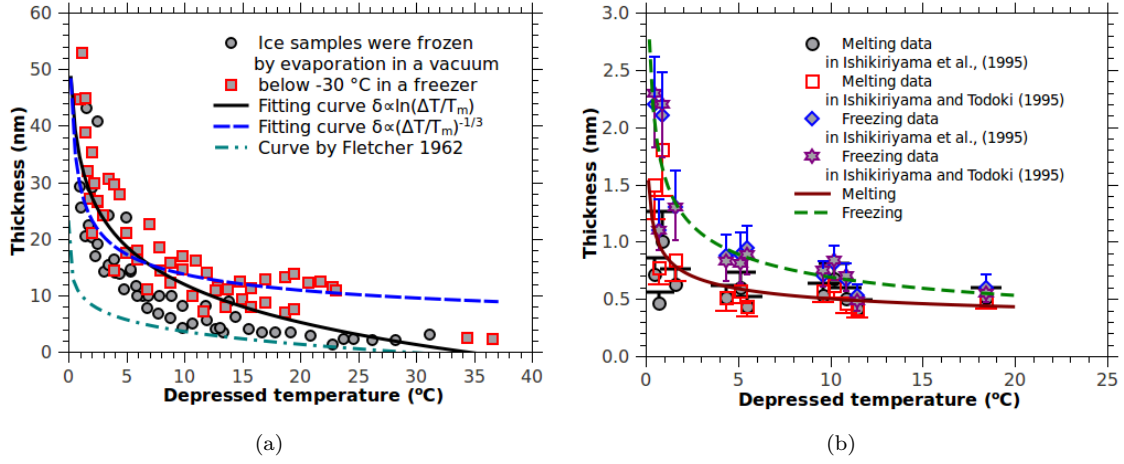 60
50
40
30
20
10
0
Thickness (nm)
Ice samples were frozen
by evaporation in a vacuum
below -30 °C in a freezer
Fitting curve δ∝ln(ΔT/Tm)
Fitting curve δ∝(ΔT/Tm)-1/3
Curve by Fletcher 1962
0 5 10 15 20 25 30 35 40
Depressed temperature (oC)
(a)
3.0
2.5
2.0
1.5
1.0
0.5
0.0
Thickness (nm)
Melting data
in Ishikiriyama et al., (1995)
Melting data
in Ishikiriyama and Todoki (1995)
Freezing data
in Ishikiriyama et al., (1995)
Freezing data
in Ishikiriyama and Todoki (1995)
Melting
Freezing
0 5 10 15 20 25
Depressed temperature (oC)
(b)